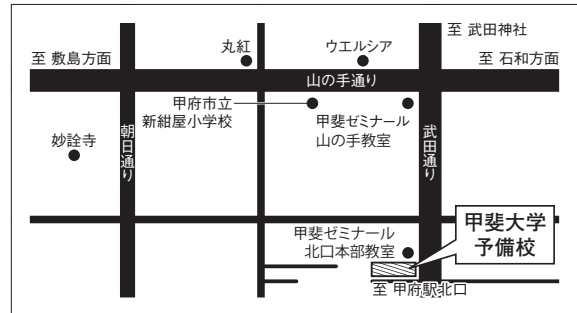 至 武田神社
丸紅
ウエルシア
至 敷島方面
至 石和方面
山の手通り
甲府市立
新紺屋小学校
甲斐ゼミナール
山の手教室
朝日通り
武田通り
妙詮寺
甲斐ゼミナール
北口本部教室
甲斐大学
予備校
至 甲府駅北口